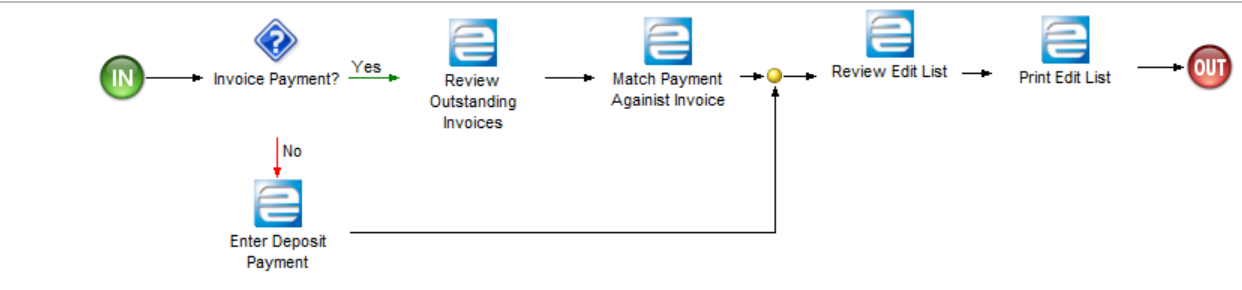 IN
Invoice Payment?
Yes
Review
Outstanding
Invoices
Match Payment
Againist Invoice
Review Edit List
Print Edit List
OUT
No
Enter Deposit
Payment